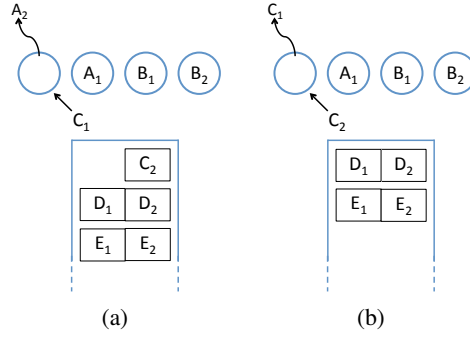 A₂ C₁
A₁ B₁ B₂ A₁ B₁ B₂
C₁ C₂
C₂ D₁ D₂
D₁ D₂ E₁ E₂
E₁ E₂
(a) (b)